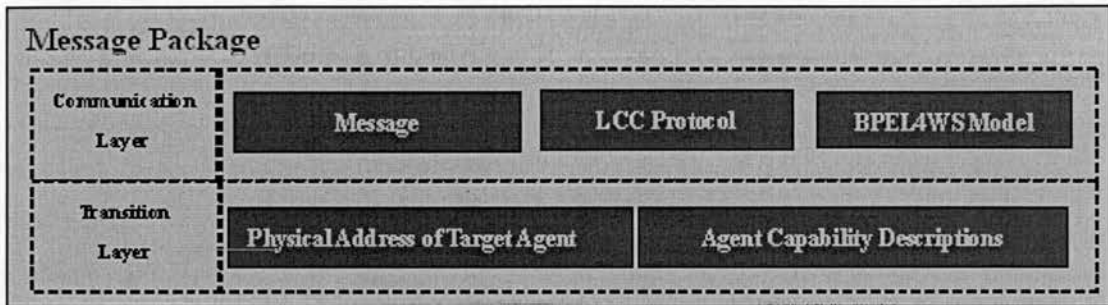 Message Package
Communication
Layer
Message
LCC Protocol
BPEL4WS Model
Transition
Layer
Physical Address of Target Agent
Agent Capability Descriptions